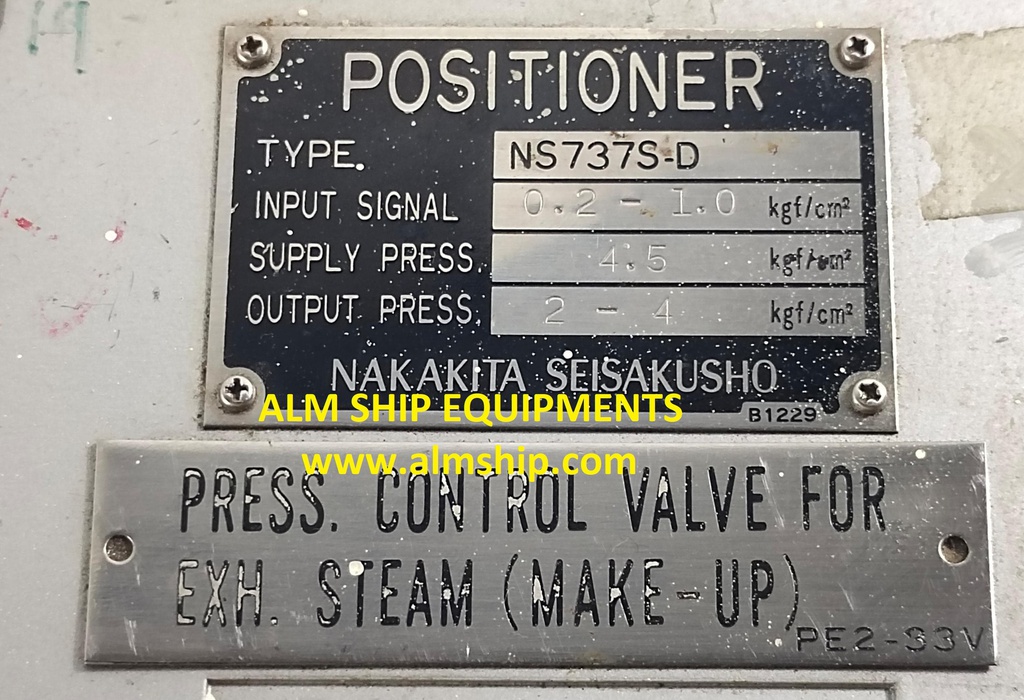 POSITIONER
TYPE. NS737S-D
INPUT SIGNAL 0.2 - 1.0 kgf/cm²
SUPPLY PRESS. 4.5 kgf/cm²
OUTPUT PRESS. 2 - 4 kgf/cm²
NAKAKITA SEISAKUSHO
ALM SHIP EQUIPMENTS
B1229
www.almship.com
PRESS. CONTROL VALVE FOR
EXH. STEAM (MAKE-UP)
PE2-S3V